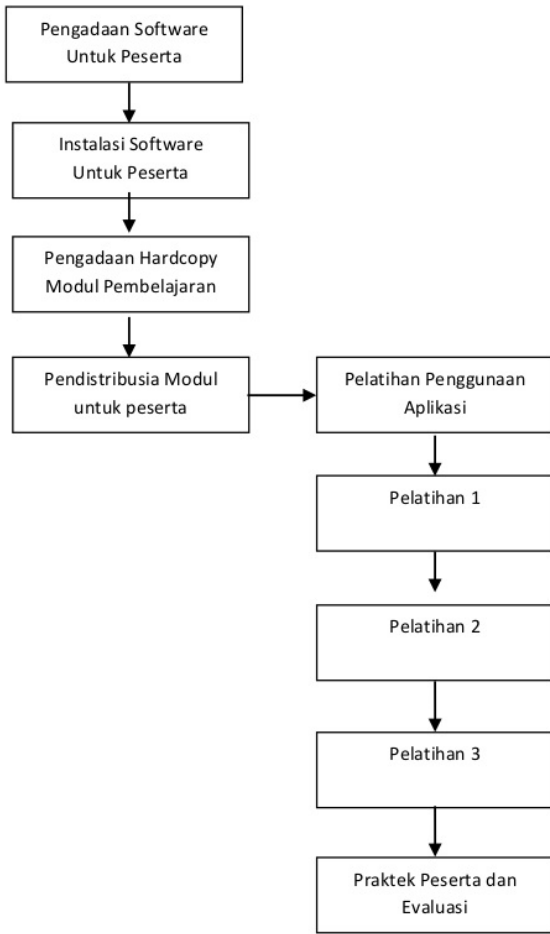 Pengadaan Software
Untuk Peserta
Instalasi Software
Untuk Peserta
Pengadaan Hardcopy
Modul Pembelajaran
Pendistribusia Modul
untuk peserta
Pelatihan Penggunaan
Aplikasi
Pelatihan 1
Pelatihan 2
Pelatihan 3
Praktek Peserta dan
Evaluasi